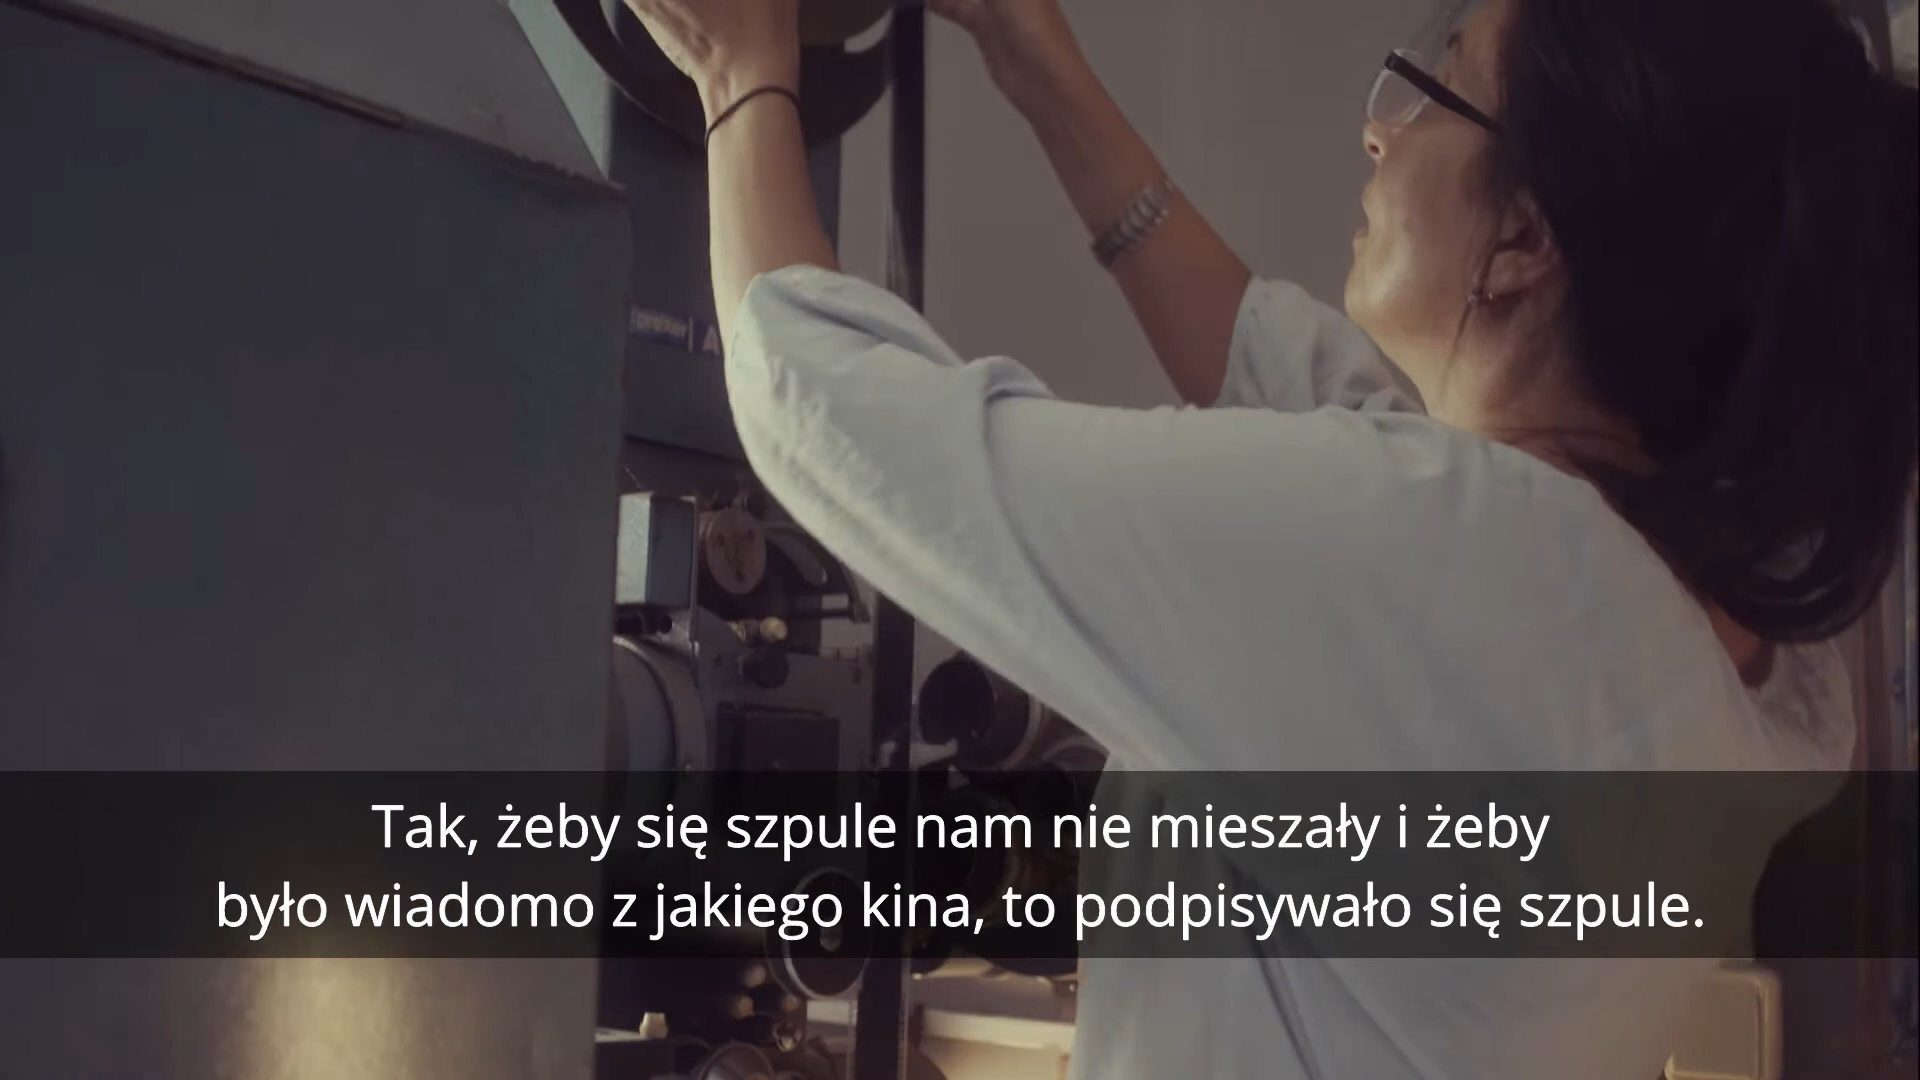 Tak, żeby się szpule nam nie mieszały i żeby
było wiadomo z jakiego kina, to podpisywało się szpule.